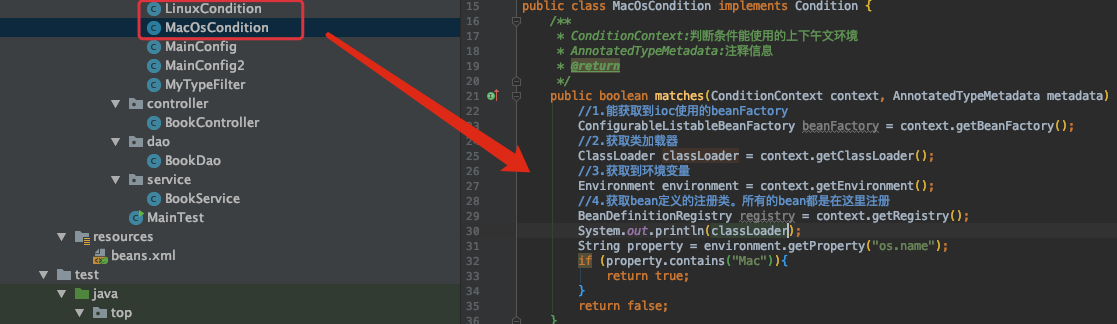 LinuxCondition
MacOsCondition
MainConfig
MainConfig2
MyTypeFilter
controller
BookController
dao
BookDao
service
BookService
MainTest
resources
beans.xml
test
java
top
15 public class MacOsCondition implements Condition {
16 /**
17 * ConditionContext:判断条件能使用的上下午文环境
18 * AnnotatedTypeMetadata:注释信息
19 * @return
20 */
21 public boolean matches(ConditionContext context, AnnotatedTypeMetadata metadata)
22 //1.能获取到ioc使用的beanFactory
23 ConfigurableListableBeanFactory beanFactory = context.getBeanFactory();
24 //2.获取类加载器
25 ClassLoader classLoader = context.getClassLoader();
26 //3.获取到环境变量
27 Environment environment = context.getEnvironment();
28 //4.获取bean定义的注册类。所有的bean都是在这里注册
29 BeanDefinitionRegistry registry = context.getRegistry();
30 System.out.println(classLoader);
31 String property = environment.getProperty("os.name");
32 if (property.contains("Mac")){
33 return true;
34 }
35 return false;
36 }